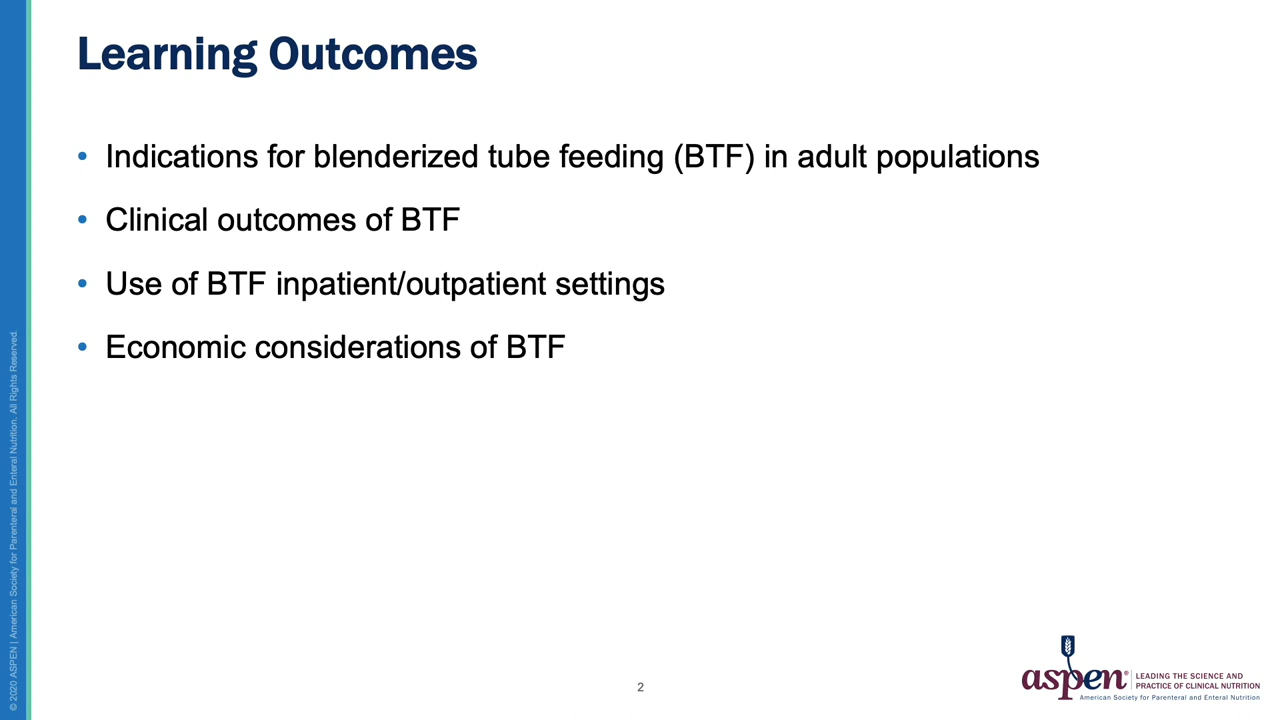 Learning Outcomes
• Indications for blenderized tube feeding (BTF) in adult populations
• Clinical outcomes of BTF
• Use of BTF inpatient/outpatient settings
• Economic considerations of BTF
© 2020 ASPEN | American Society for Parenteral and Enteral Nutrition. All Rights Reserved.
2
aspen®
LEADING THE SCIENCE AND
PRACTICE OF CLINICAL NUTRITION
American Society for Parenteral and Enteral Nutrition